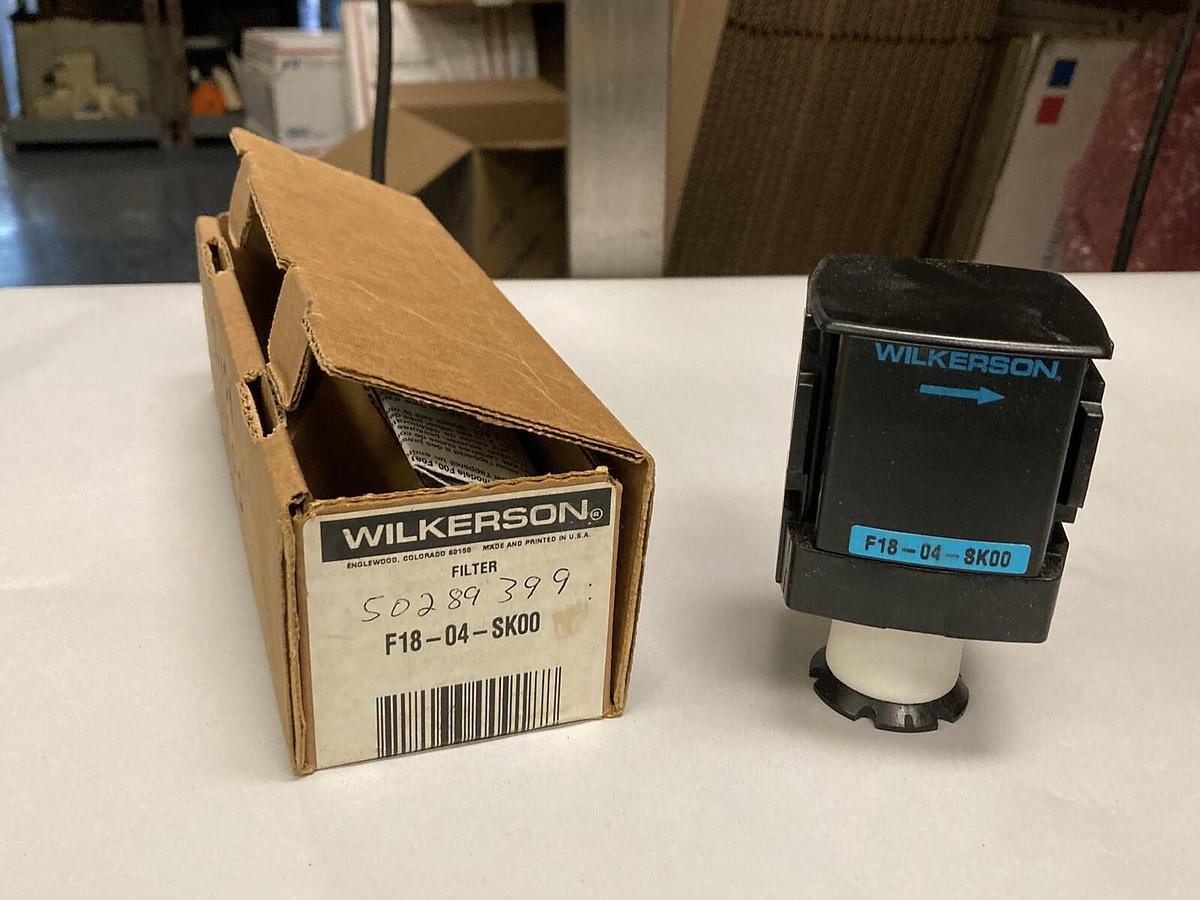 WILKERSON®
ENGLEWOOD, COLORADO 80150 MADE AND PRINTED IN U.S.A.
FILTER
50289399
F18-04-SK00
WILKERSON
F18-04-SK00